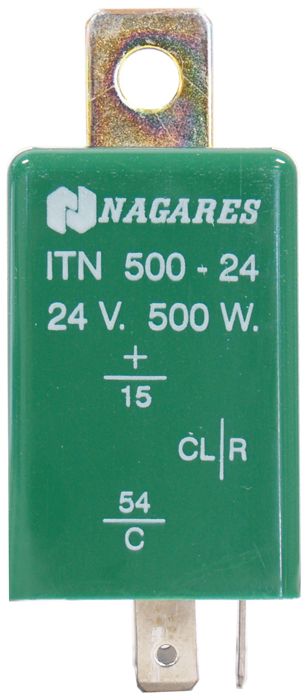 NAGARES
ITN 500 - 24
24 V. 500 W.
+
15
CL|R
54
C